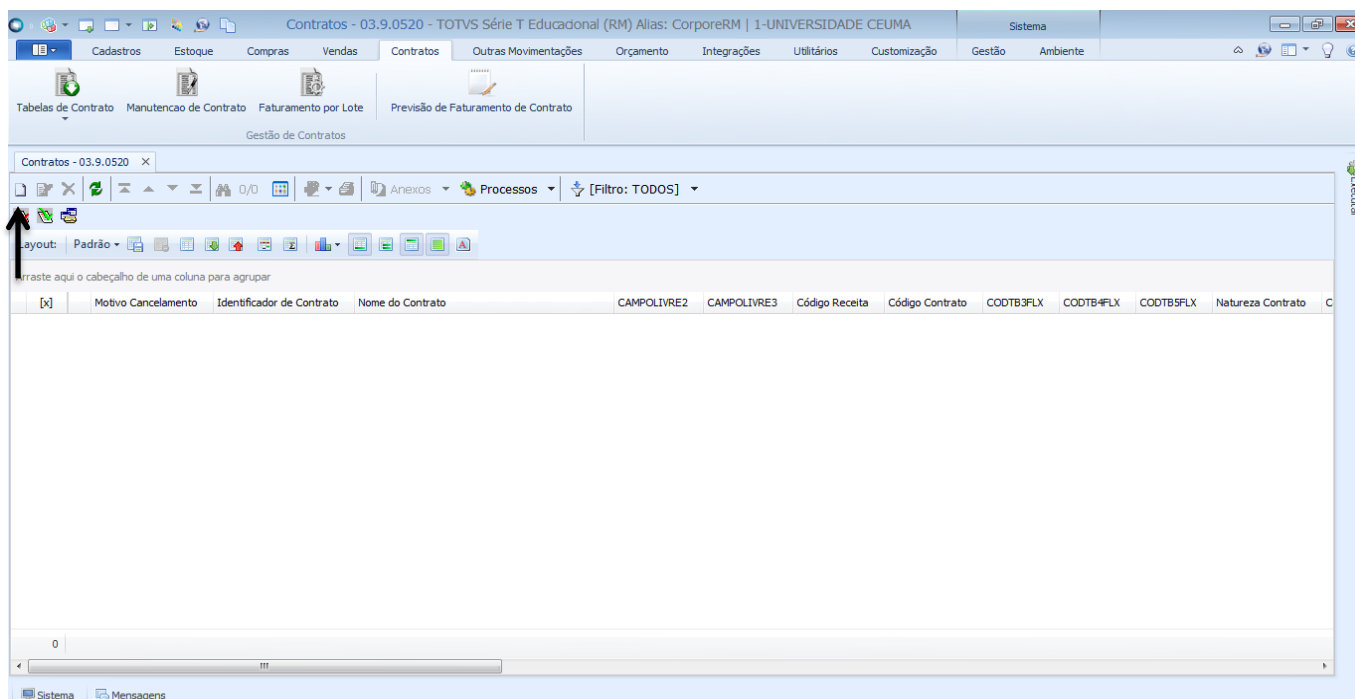 Contratos - 03.9.0520 - TOTVS Série T Educacional (RM) Alias: CorporeRM | 1-UNIVERSIDADE CEUMA
Sistema
Cadastros Estoque Compras Vendas Contratos Outras Movimentações Orçamento Integrações Utilitários Customização Gestão Ambiente
Tabelas de Contrato Manutencao de Contrato Faturamento por Lote Previsão de Faturamento de Contrato
Gestão de Contratos
Contratos - 03.9.0520
0/0 Anexos Processos [Filtro: TODOS]
Executar
Layout: Padrão
Arraste aqui o cabeçalho de uma coluna para agrupar
[x] Motivo Cancelamento Identificador de Contrato Nome do Contrato CAMPOLIVRE2 CAMPOLIVRE3 Código Receita Código Contrato CODTB3FLX CODTB4FLX CODTB5FLX Natureza Contrato C
0
Sistema Mensagens